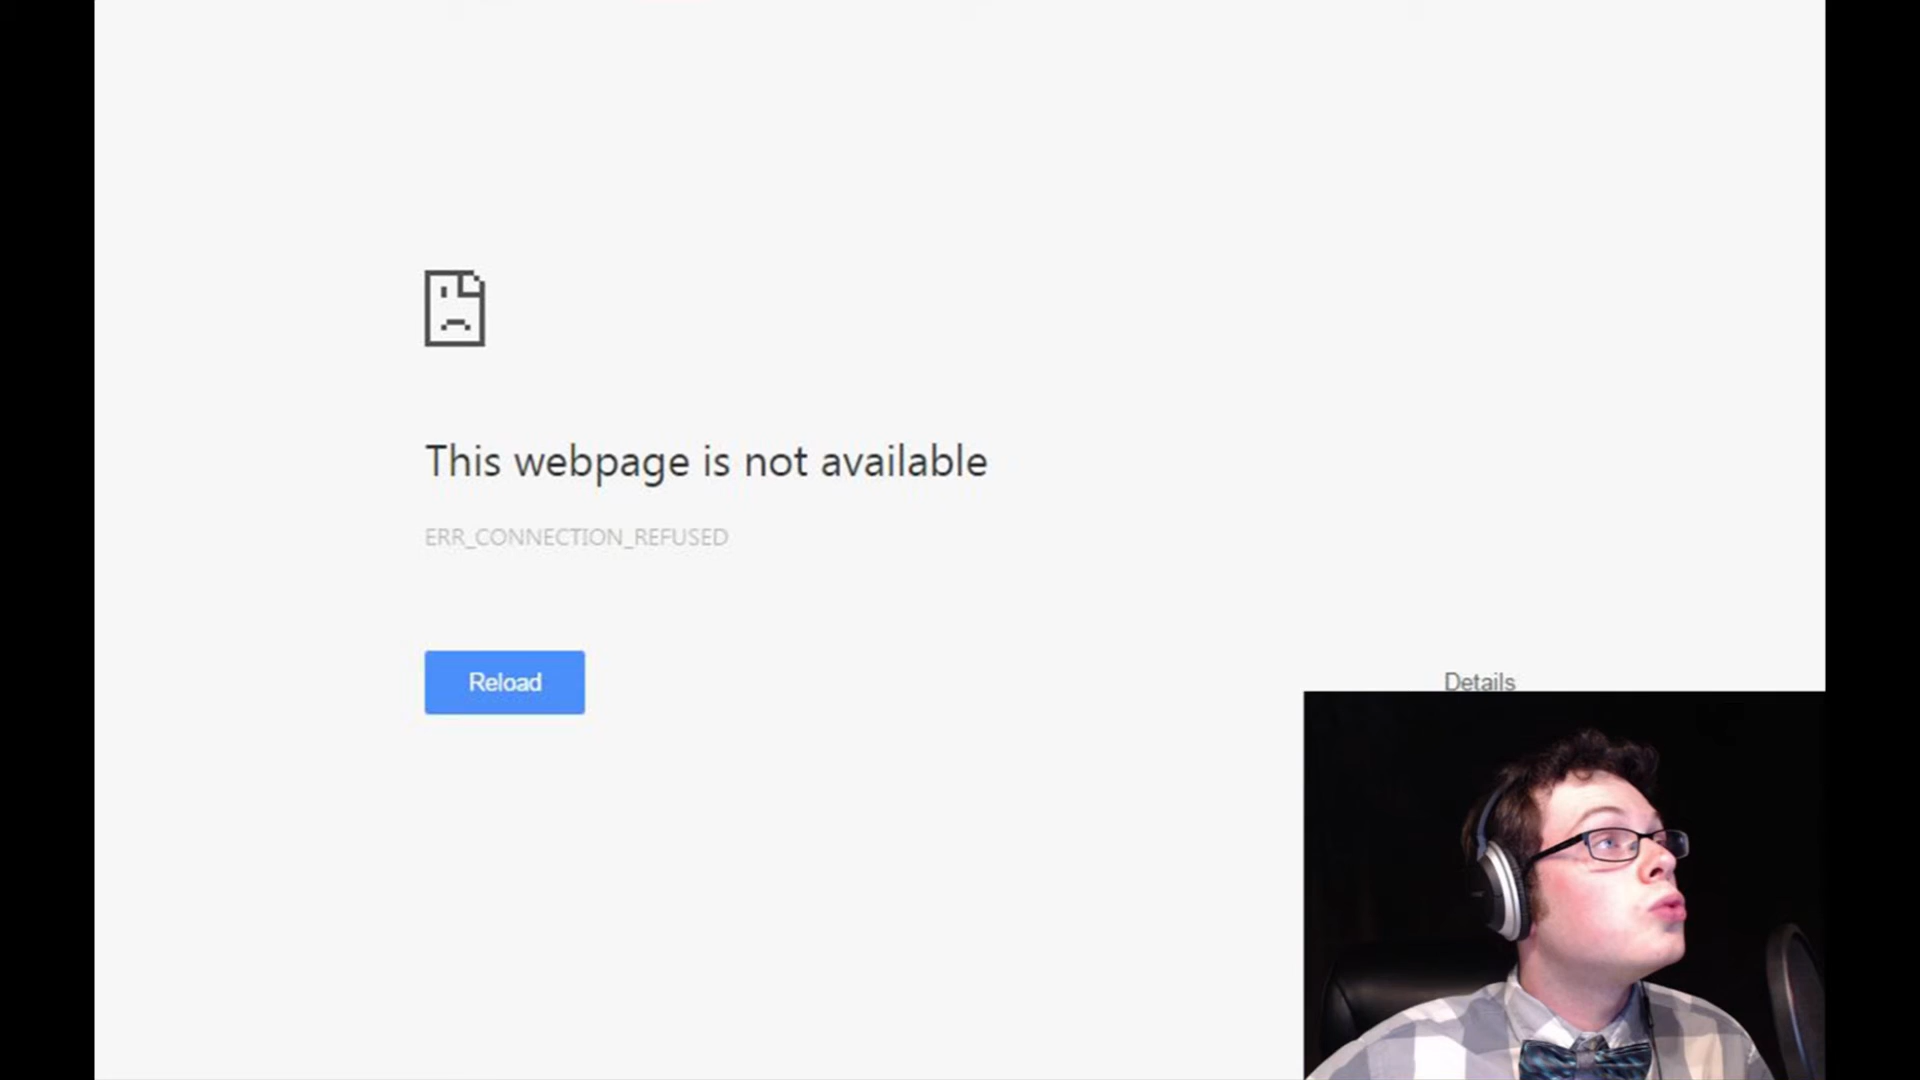 This webpage is not available
ERR_CONNECTION_REFUSED
Reload
Details